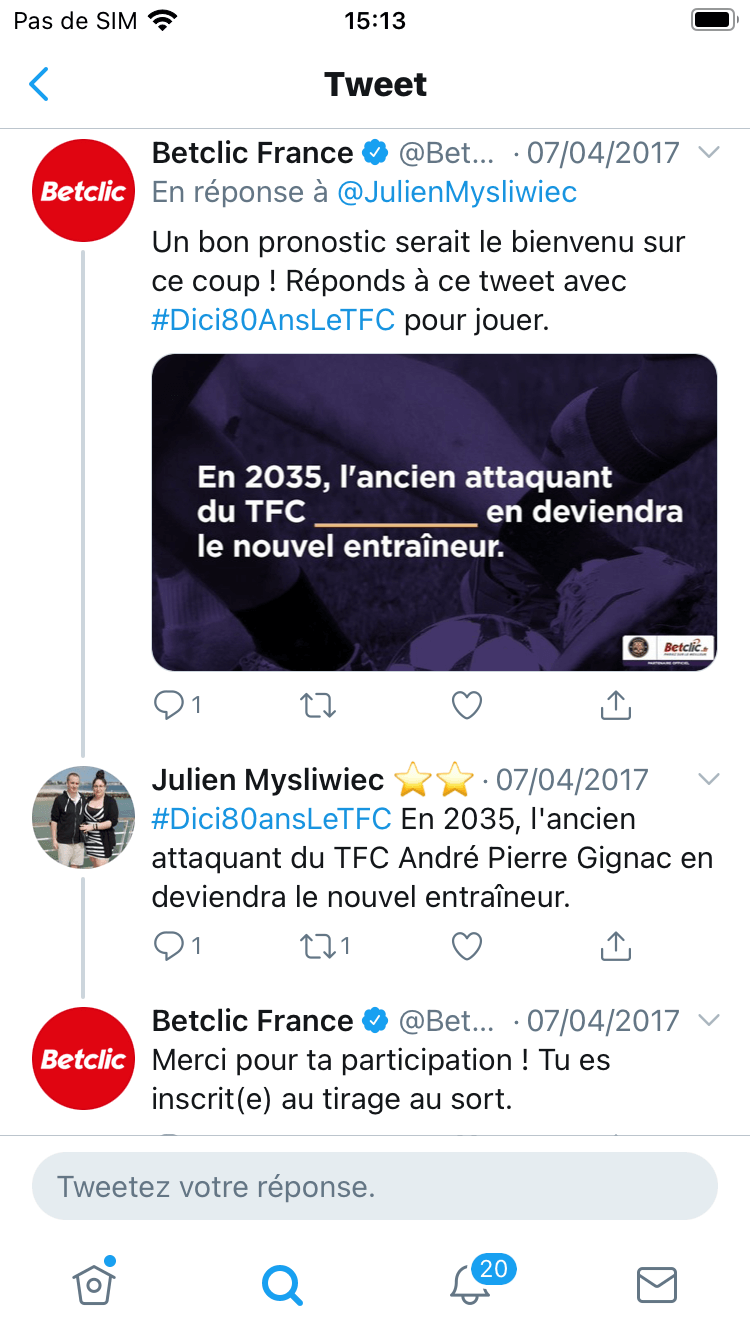 Pas de SIM
15:13
Tweet
Betclic France @Bet... · 07/04/2017
Betclic
En réponse à @JulienMysliwiec
Un bon pronostic serait le bienvenu sur
ce coup ! Réponds à ce tweet avec
#Dici80AnsLeTFC pour jouer.
En 2035, l'ancien attaquant
du TFC __________ en deviendra
le nouvel entraîneur.
Betclic.fr
PARTENAIRE OFFICIEL
1
Julien Mysliwiec ⭐⭐ · 07/04/2017
#Dici80ansLeTFC En 2035, l'ancien
attaquant du TFC André Pierre Gignac en
deviendra le nouvel entraîneur.
1 1
Betclic France @Bet... · 07/04/2017
Betclic
Merci pour ta participation ! Tu es
inscrit(e) au tirage au sort.
Tweetez votre réponse.
20